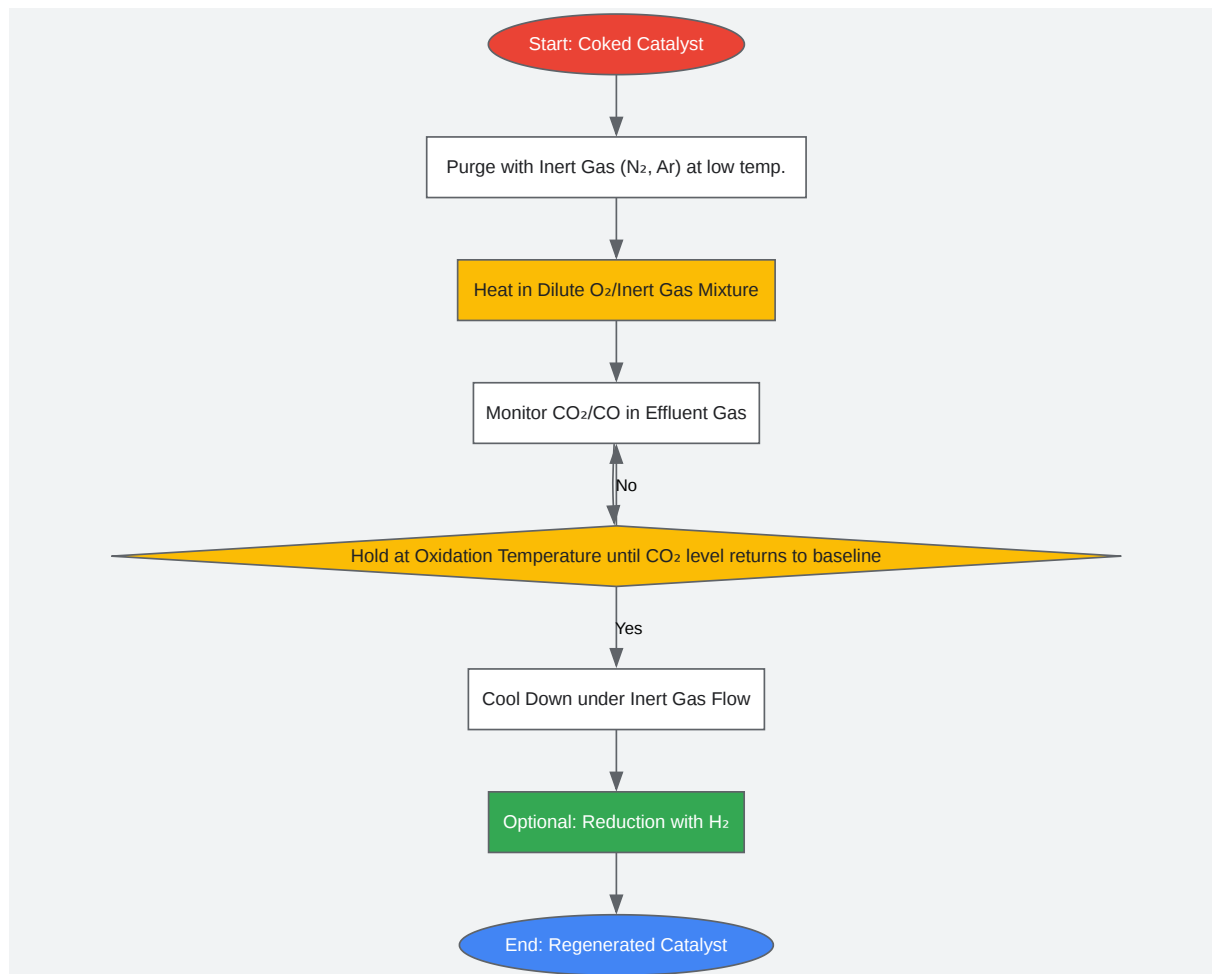 Start: Coked Catalyst
Purge with Inert Gas (N₂, Ar) at low temp.
Heat in Dilute O₂/Inert Gas Mixture
Monitor CO₂/CO in Effluent Gas
No
Hold at Oxidation Temperature until CO₂ level returns to baseline
Yes
Cool Down under Inert Gas Flow
Optional: Reduction with H₂
End: Regenerated Catalyst